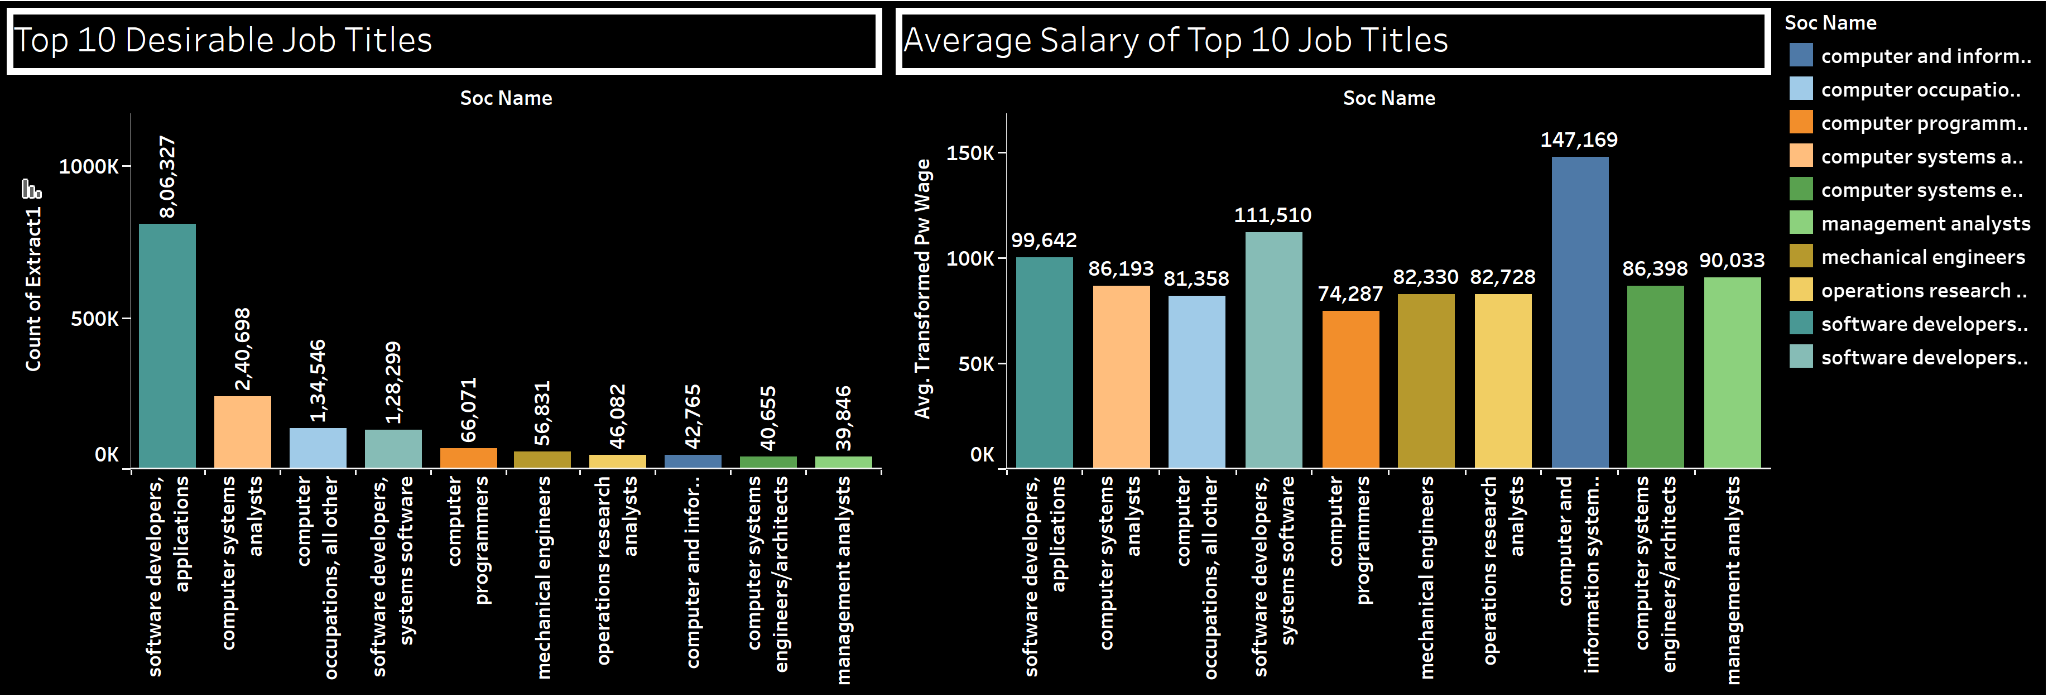 Top 10 Desirable Job Titles
Soc Name
Count of Extract1
1000K
500K
0K
8,06,327
2,40,698
1,34,546
1,28,299
66,071
56,831
46,082
42,765
40,655
39,846
software developers,
applications
computer systems
analysts
computer
occupations, all other
software developers,
systems software
computer
programmers
mechanical engineers
operations research
analysts
computer and infor..
computer systems
engineers/architects
management analysts
Average Salary of Top 10 Job Titles
Soc Name
Avg. Transformed Pw Wage
150K
100K
50K
0K
99,642
86,193
81,358
111,510
74,287
82,330
82,728
147,169
86,398
90,033
software developers,
applications
computer systems
analysts
computer
occupations, all other
software developers,
systems software
computer
programmers
mechanical engineers
operations research
analysts
computer and
information system..
computer systems
engineers/architects
management analysts
Soc Name
computer and inform..
computer occupatio..
computer programm..
computer systems a..
computer systems e..
management analysts
mechanical engineers
operations research ..
software developers..
software developers..